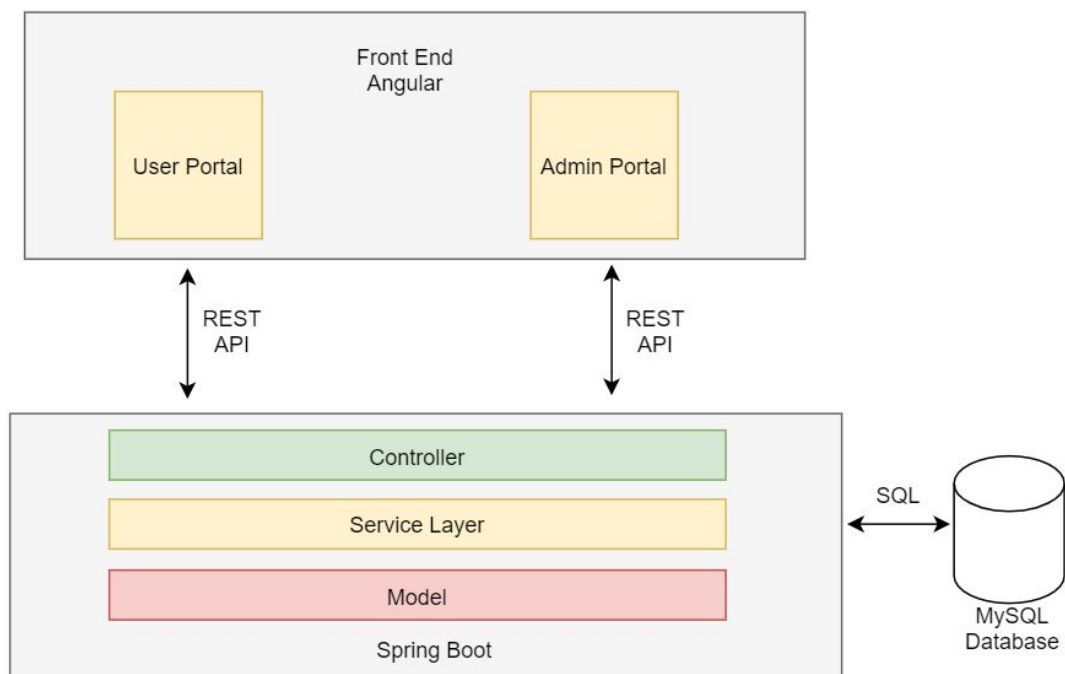 Front End
Angular
User Portal
Admin Portal
REST
API
REST
API
Controller
Service Layer
Model
Spring Boot
SQL
MySQL
Database